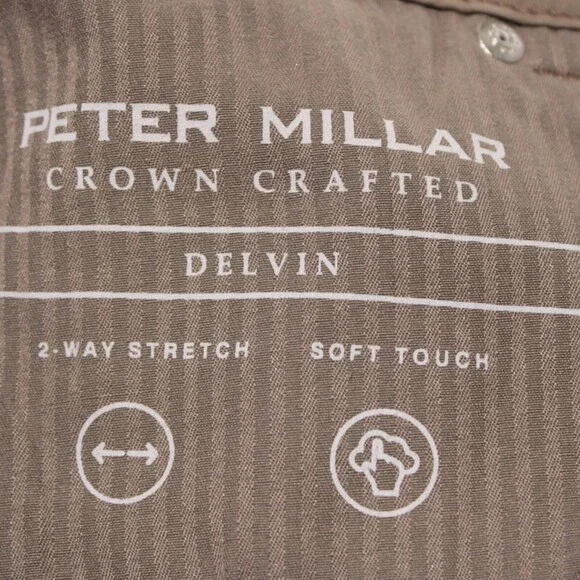 PETER MILLAR
CROWN CRAFTED
DELVIN
2-WAY STRETCH SOFT TOUCH